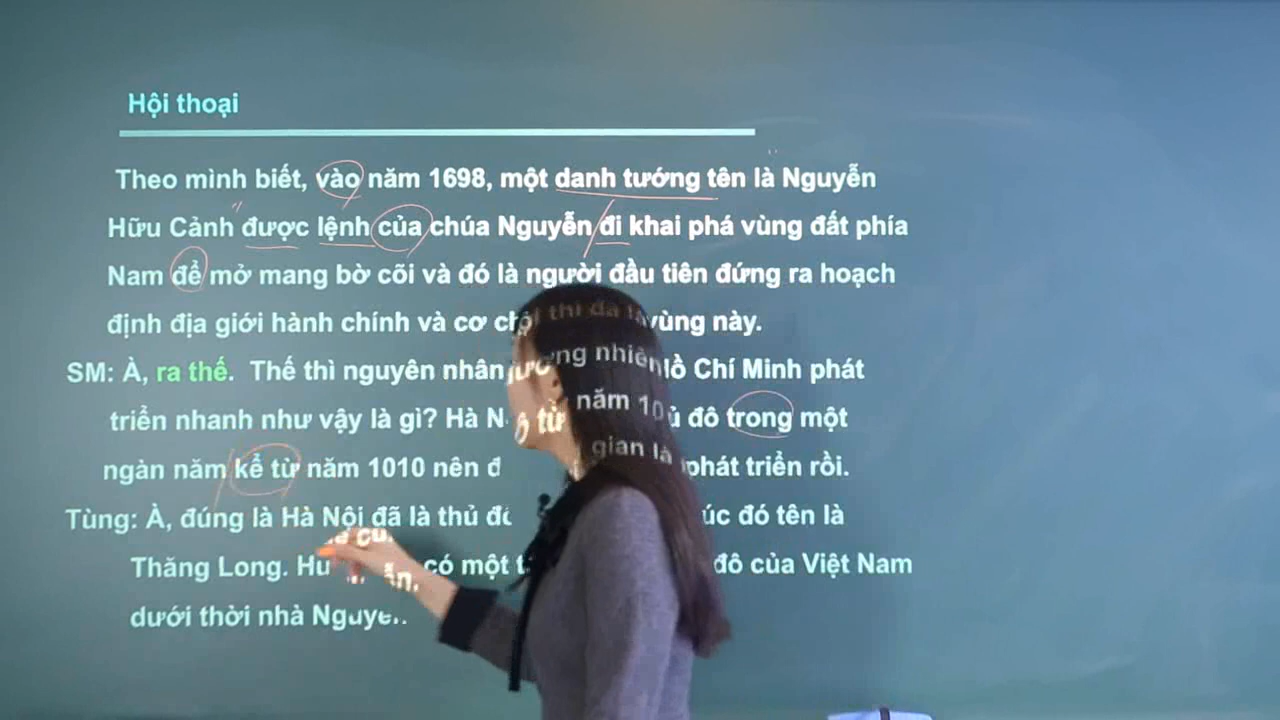 Hội thoại
Theo mình biết, vào năm 1698, một danh tướng tên là Nguyễn
Hữu Cảnh được lệnh của chúa Nguyễn đi khai phá vùng đất phía
Nam để mở mang bờ cõi và đó là người đầu tiên đứng ra hoạch
định địa giới hành chính và cơ vùng này.
SM: À, ra thế. Thế thì nguyên nhân Hồ Chí Minh phát
triển nhanh như vậy là gì? Hà đô trong một
ngàn năm kể từ năm 1010 nên phát triển rồi.
Tùng: À, đúng là Hà Nội đã là thủ đô đó tên là
Thăng Long. có một đô của Việt Nam
dưới thời nhà Nguyễn.